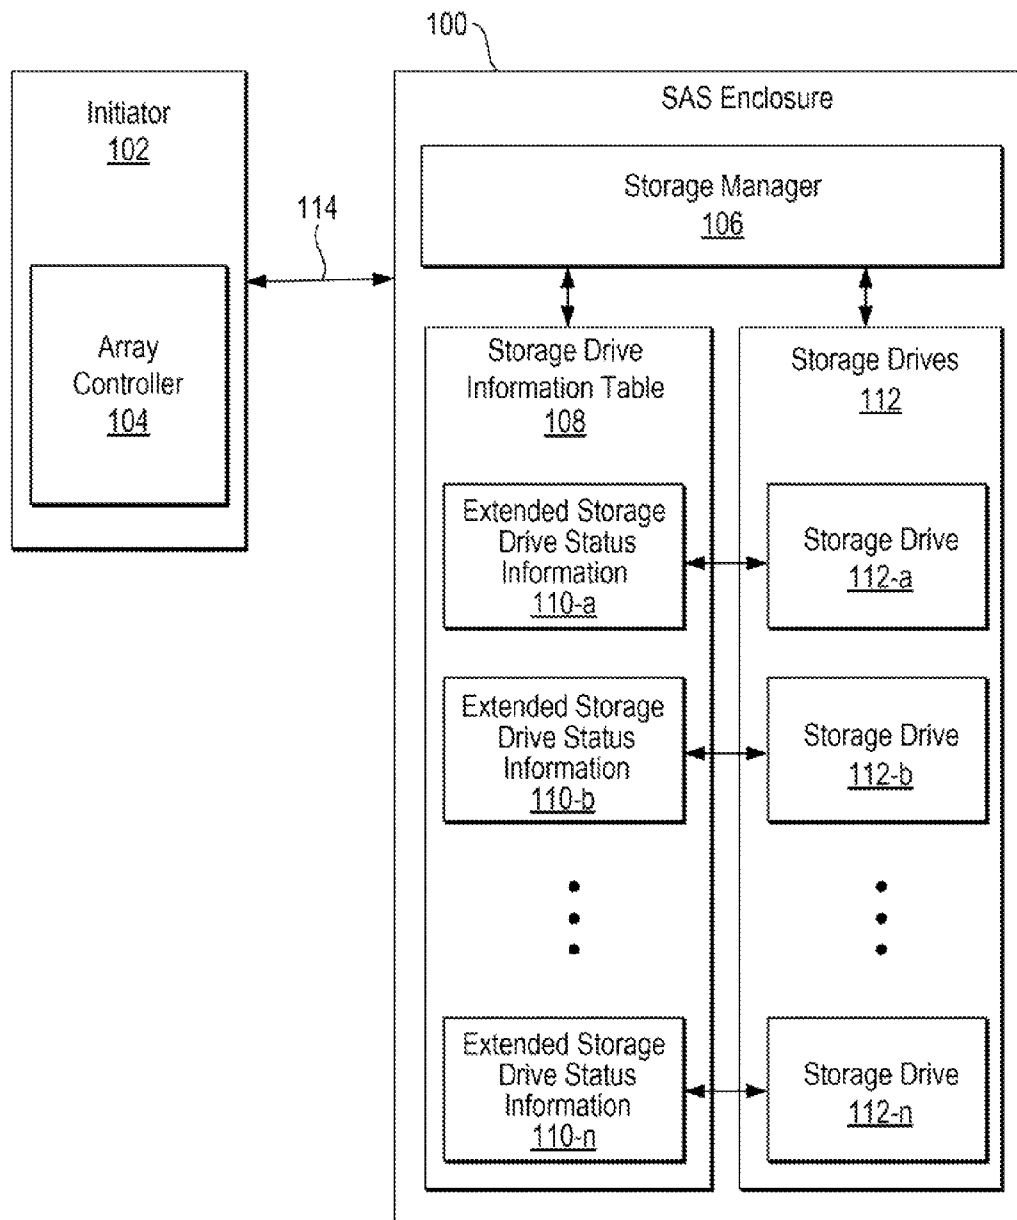 100
Initiator
102
Array
Controller
104
114
SAS Enclosure
Storage Manager
106
Storage Drive
Information Table
108
Extended Storage
Drive Status
Information
110-a
Extended Storage
Drive Status
Information
110-b
Extended Storage
Drive Status
Information
110-n
Storage Drives
112
Storage Drive
112-a
Storage Drive
112-b
Storage Drive
112-n